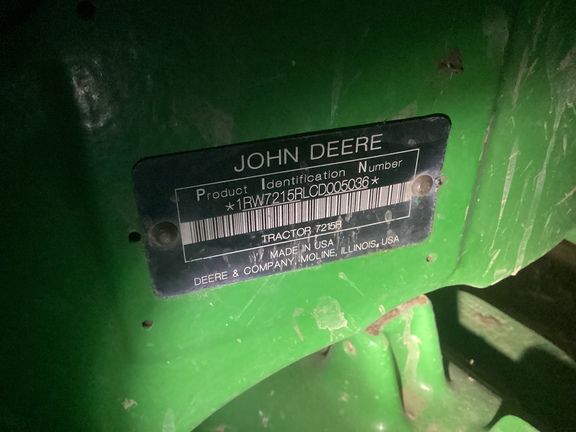 JOHN DEERE
Product Identification Number
*1RW7215RLCD005036*
TRACTOR 7215R
MADE IN USA
DEERE & COMPANY, MOLINE, ILLINOIS, USA